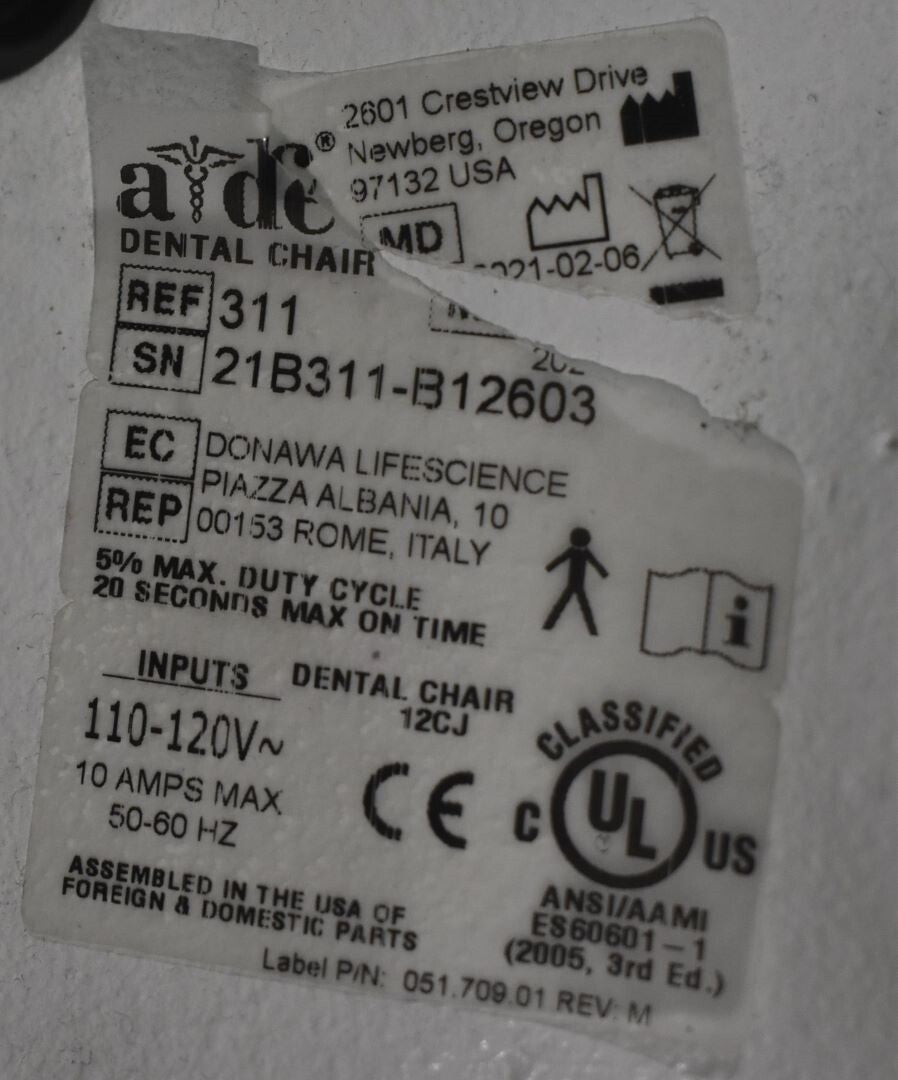 a dec®
DENTAL CHAIR
2601 Crestview Drive
Newberg, Oregon
97132 USA
MD
2021-02-06
REF 311
SN 21B311-B12603
EC REP
DONAWA LIFESCIENCE
PIAZZA ALBANIA, 10
00153 ROME, ITALY
5% MAX. DUTY CYCLE
20 SECONDS MAX ON TIME
i
INPUTS
110-120V~
10 AMPS MAX
50-60 HZ
DENTAL CHAIR
12CJ
CE
CLASSIFIED
C UL US
ANSI/AAMI
ES60601-1
(2005, 3rd Ed.)
ASSEMBLED IN THE USA OF
FOREIGN & DOMESTIC PARTS
Label P/N: 051.709.01 REV: M